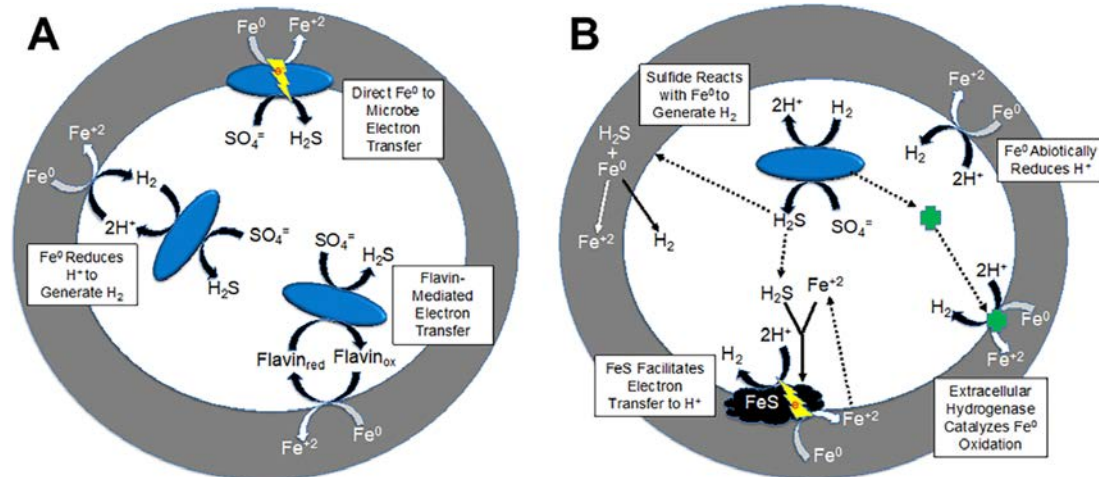 A
Fe⁰
Fe⁺²
e
SO₄⁼
H₂S
Direct Fe⁰ to
Microbe
Electron
Transfer
Fe⁺²
Fe⁰
H₂
2H⁺
SO₄⁼
H₂S
Fe⁰ Reduces
H⁺ to
Generate H₂
SO₄⁼
H₂S
Flavin-
Mediated
Electron
Transfer
Flavin_red
Flavin_ox
Fe⁺²
Fe⁰
B
Sulfide Reacts
with Fe⁰ to
Generate H₂
2H⁺
H₂
Fe⁺²
Fe⁰
H₂
2H⁺
Fe⁰ Abiotically
Reduces H⁺
H₂S
+
Fe⁰
Fe⁺²
H₂
H₂S
SO₄⁼
H₂S
Fe⁺²
2H⁺
H₂
FeS Facilitates
Electron
Transfer to H⁺
FeS
e
Fe⁺²
Fe⁰
2H⁺
H₂
Fe⁰
Fe⁺²
Extracellular
Hydrogenase
Catalyzes Fe⁰
Oxidation